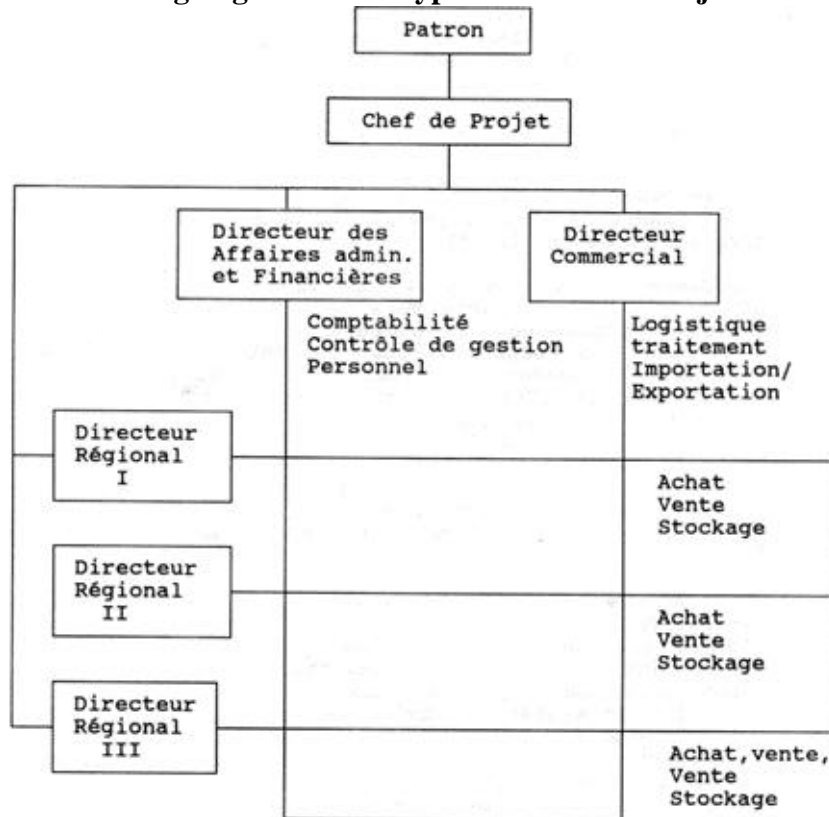 Patron
Chef de Projet
Directeur des
Affaires admin.
et Financières
Directeur
Commercial
Comptabilité
Contrôle de gestion
Personnel
Logistique
traitement
Importation/
Exportation
Directeur
Régional
I
Achat
Vente
Stockage
Directeur
Régional
II
Achat
Vente
Stockage
Directeur
Régional
III
Achat,vente,
Vente
Stockage